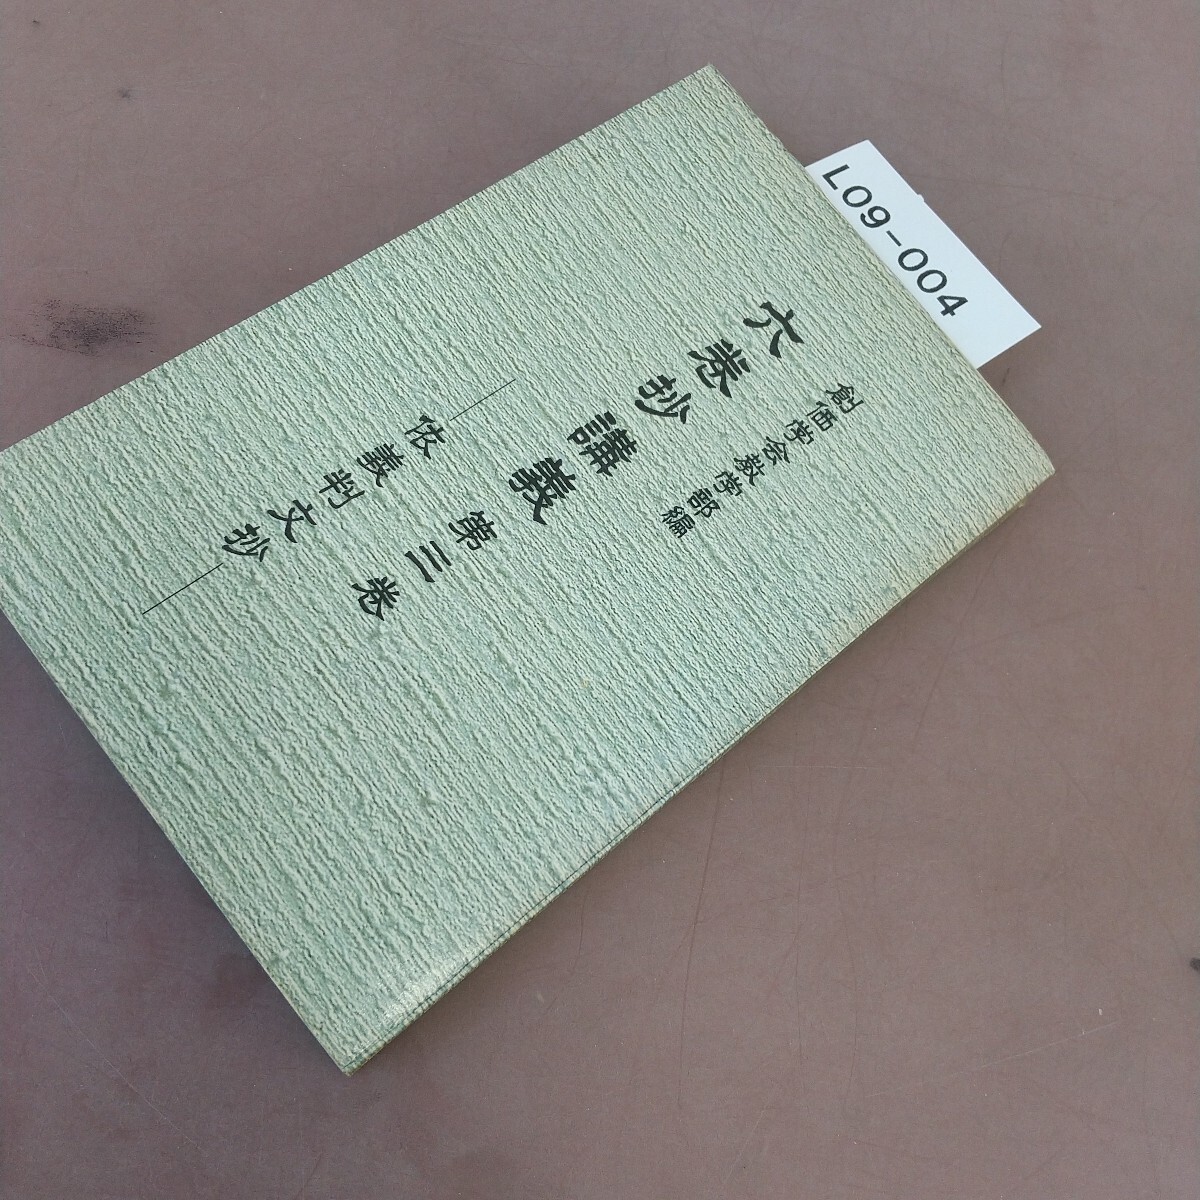 創価学会教学部編
六巻抄講義 第三巻
依義判文抄
L09-004